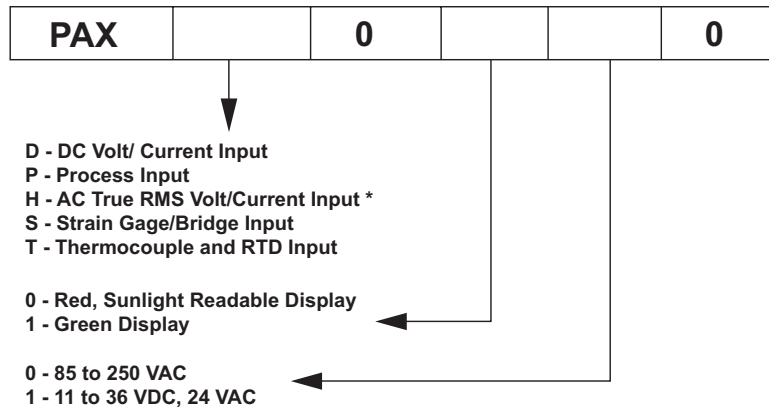 PAX 0 0
D - DC Volt/ Current Input
P - Process Input
H - AC True RMS Volt/Current Input *
S - Strain Gage/Bridge Input
T - Thermocouple and RTD Input
0 - Red, Sunlight Readable Display
1 - Green Display
0 - 85 to 250 VAC
1 - 11 to 36 VDC, 24 VAC